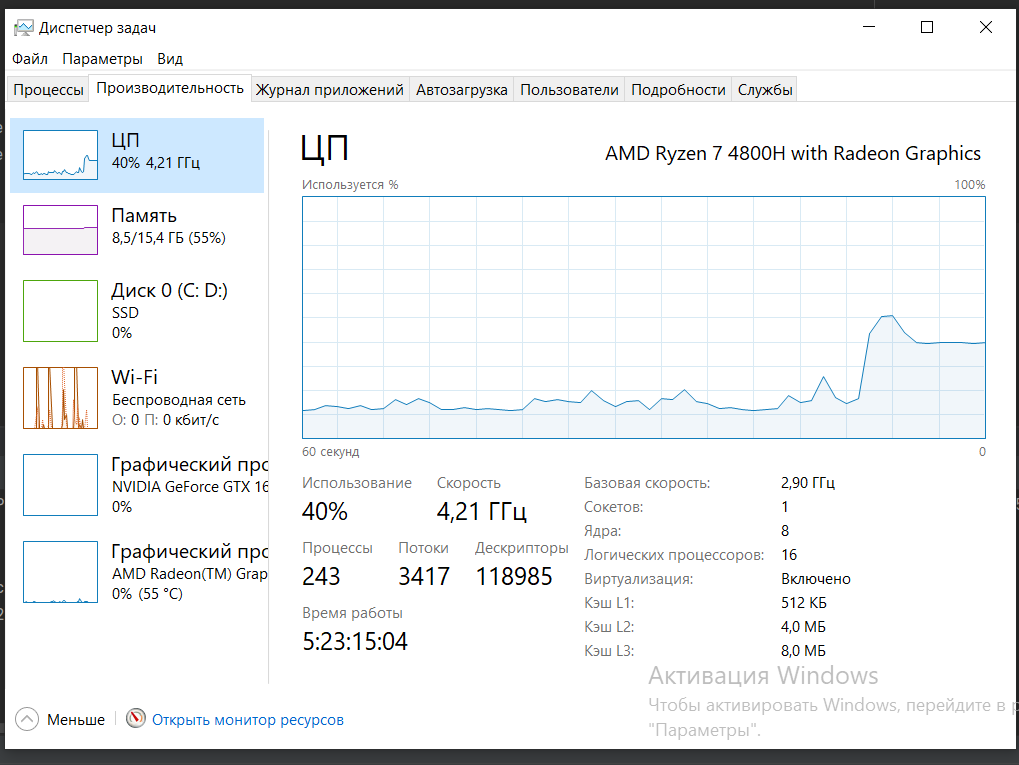 Диспетчер задач
Файл Параметры Вид
Процессы Производительность Журнал приложений Автозагрузка Пользователи Подробности Службы
ЦП
40% 4,21 ГГц
Память
8,5/15,4 ГБ (55%)
Диск 0 (C: D:)
SSD
0%
Wi-Fi
Беспроводная сеть
О: 0 П: 0 кбит/с
Графический прс
NVIDIA GeForce GTX 16
0%
Графический прс
AMD Radeon(TM) Grap
0% (55 °C)
ЦП
AMD Ryzen 7 4800H with Radeon Graphics
Используется % 100%
60 секунд 0
Использование Скорость
40% 4,21 ГГц
Процессы Потоки Дескрипторы
243 3417 118985
Время работы
5:23:15:04
Базовая скорость: 2,90 ГГц
Сокетов: 1
Ядра: 8
Логических процессоров: 16
Виртуализация: Включено
Кэш L1: 512 КБ
Кэш L2: 4,0 МБ
Кэш L3: 8,0 МБ
Активация Windows
Чтобы активировать Windows, перейдите в
"Параметры".
Меньше Открыть монитор ресурсов